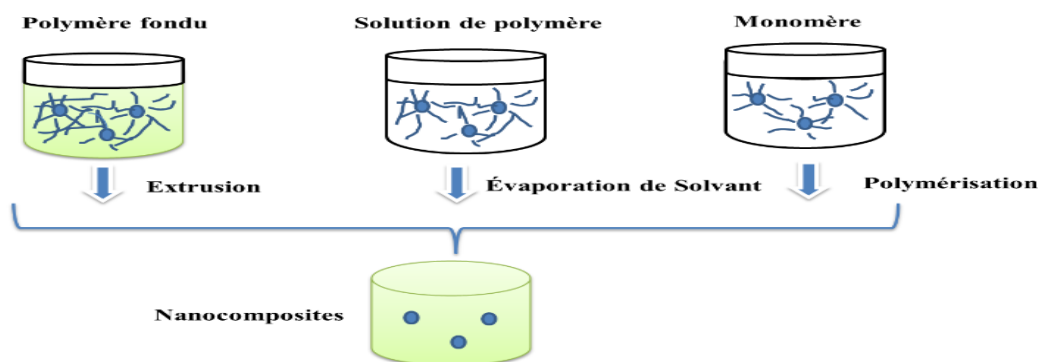 Polymère fondu
Solution de polymère
Monomère
Extrusion
Évaporation de Solvant
Polymérisation
Nanocomposites